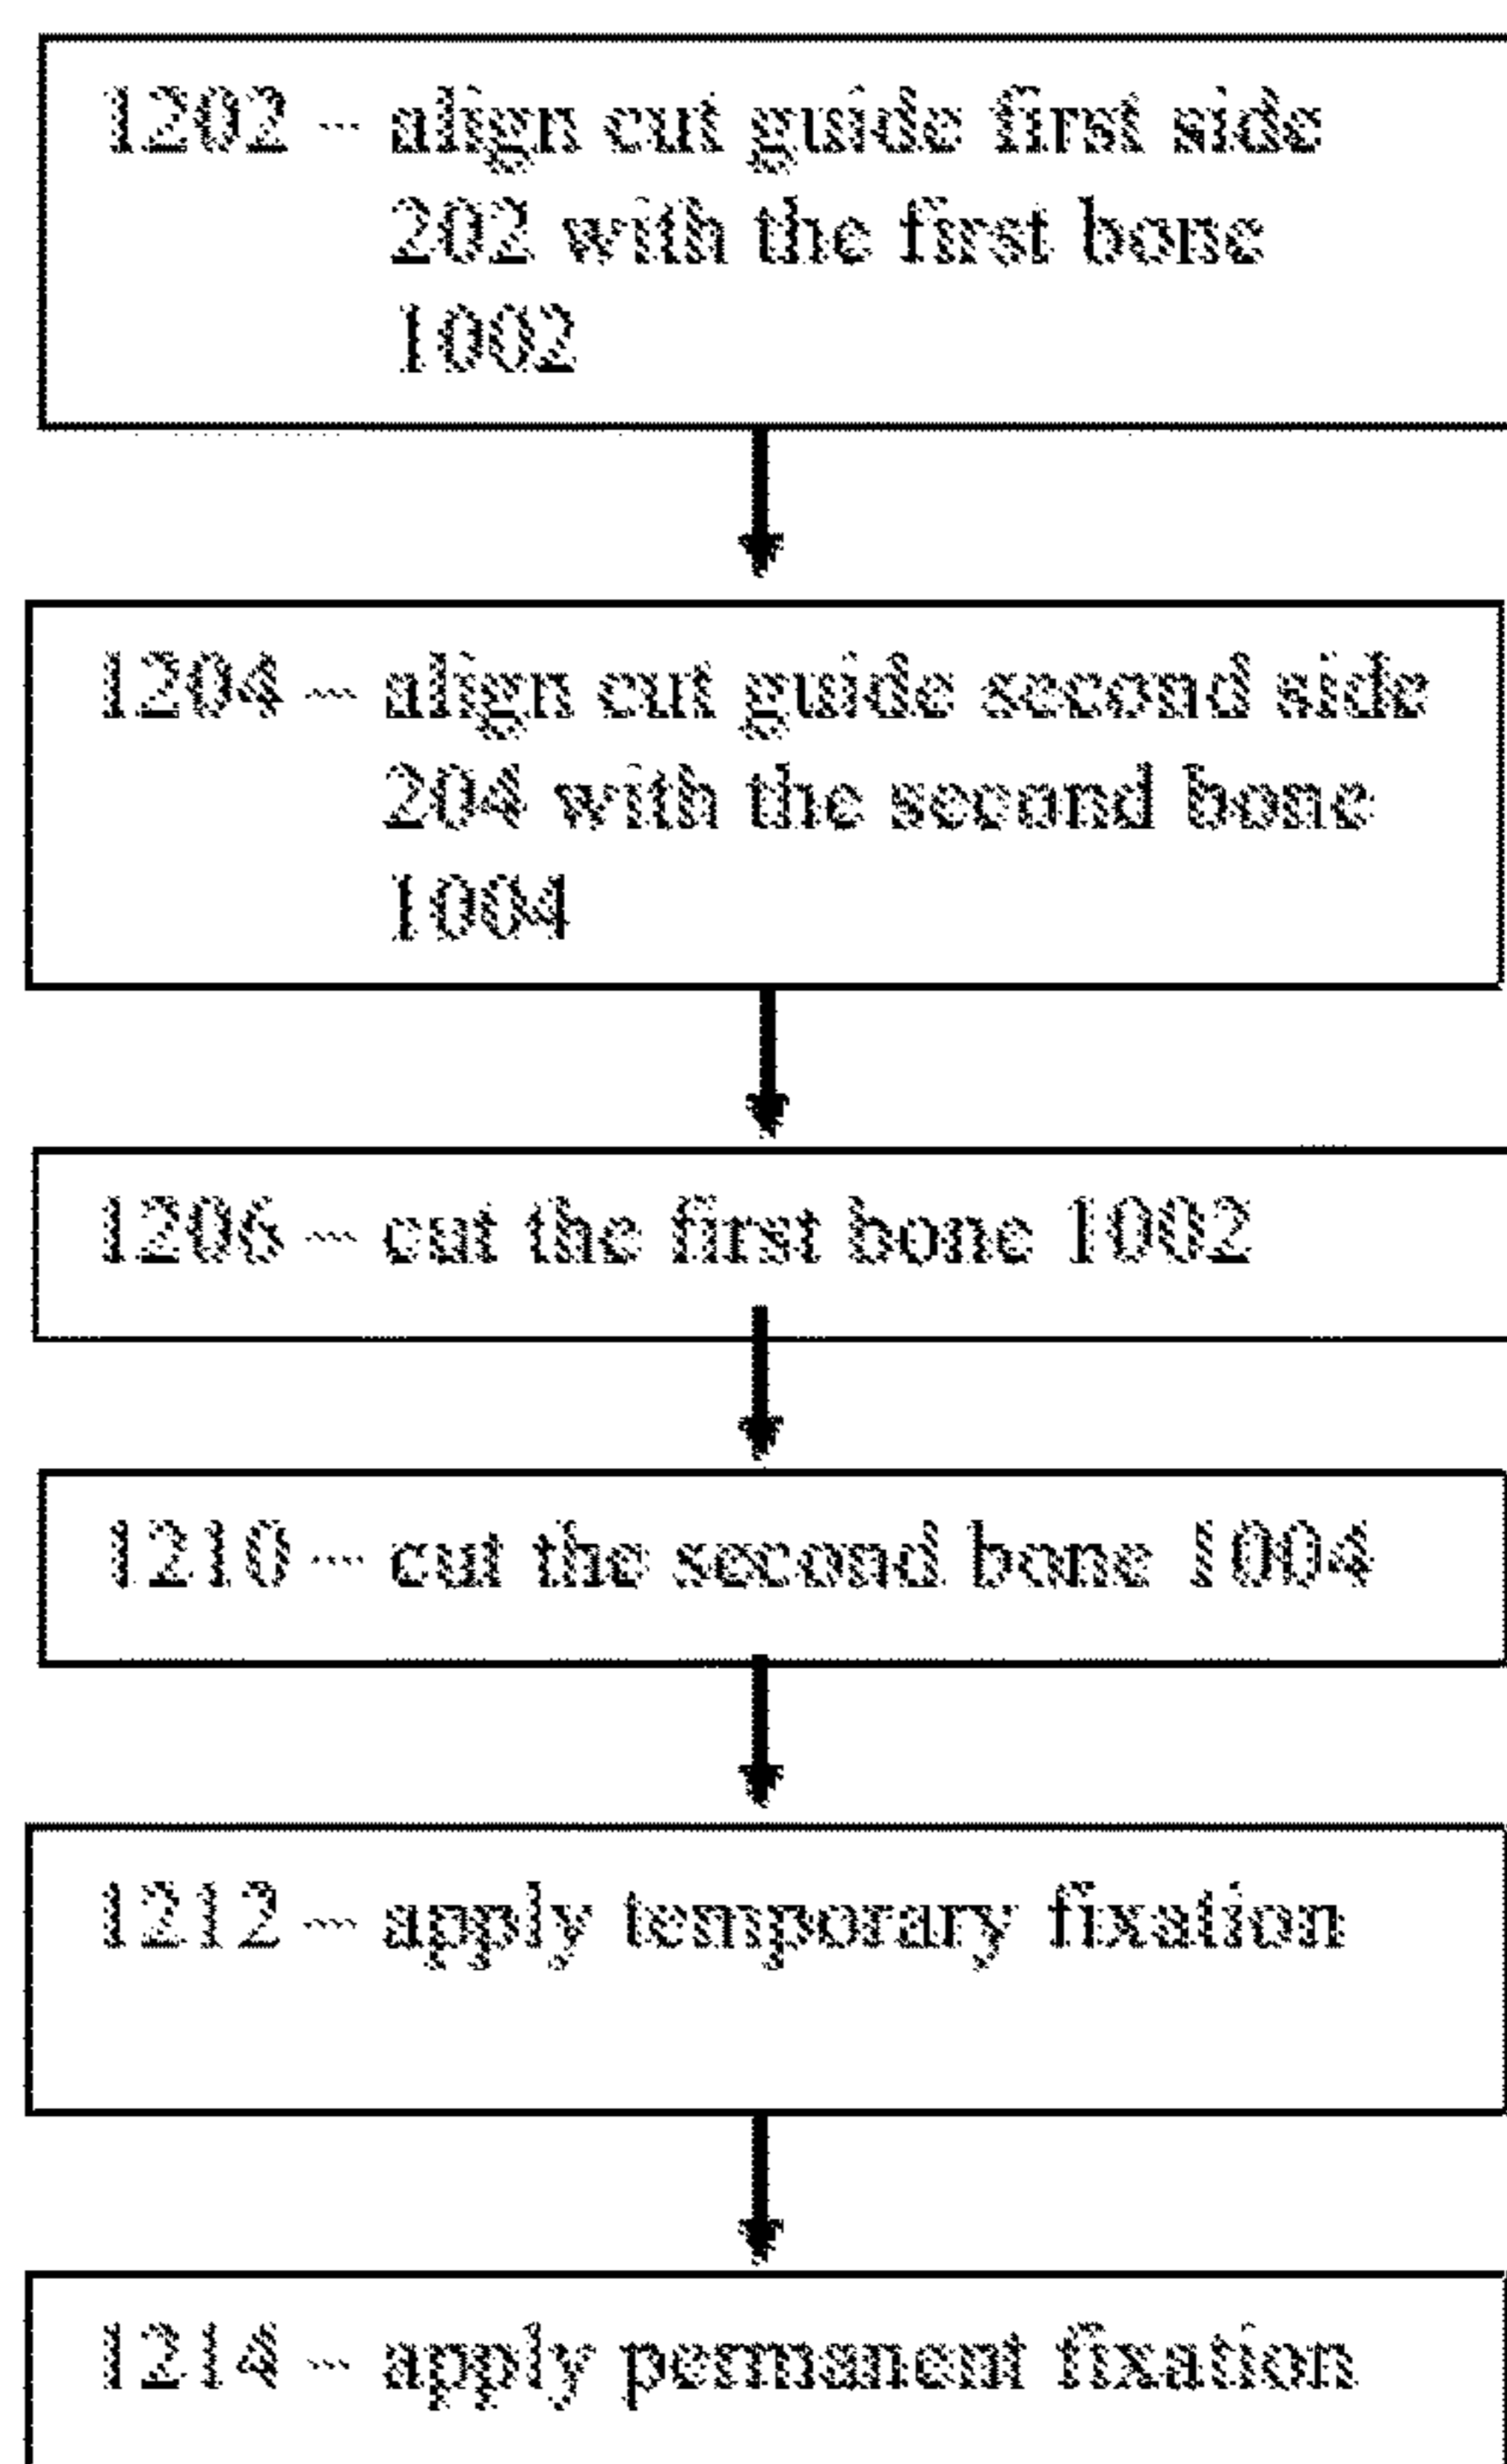 1202 -- align cut guide first side
202 with the first bone
1002
1204 -- align cut guide second side
204 with the second bone
1004
1206 -- cut the first bone 1002
1210 -- cut the second bone 1004
1212 -- apply temporary fixation
1214 -- apply permanent fixation